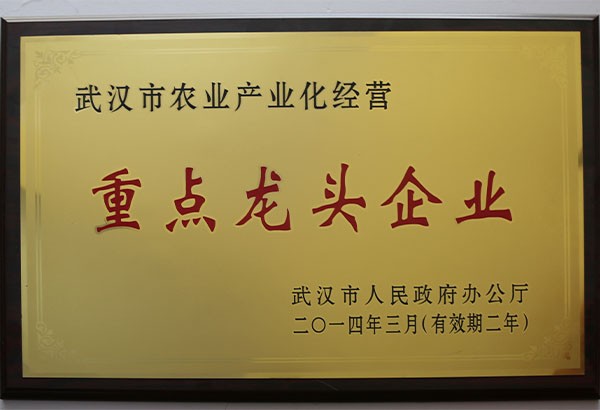 武汉市农业产业化经营
重点龙头企业
武汉市人民政府办公厅
二〇一四年三月(有效期二年)